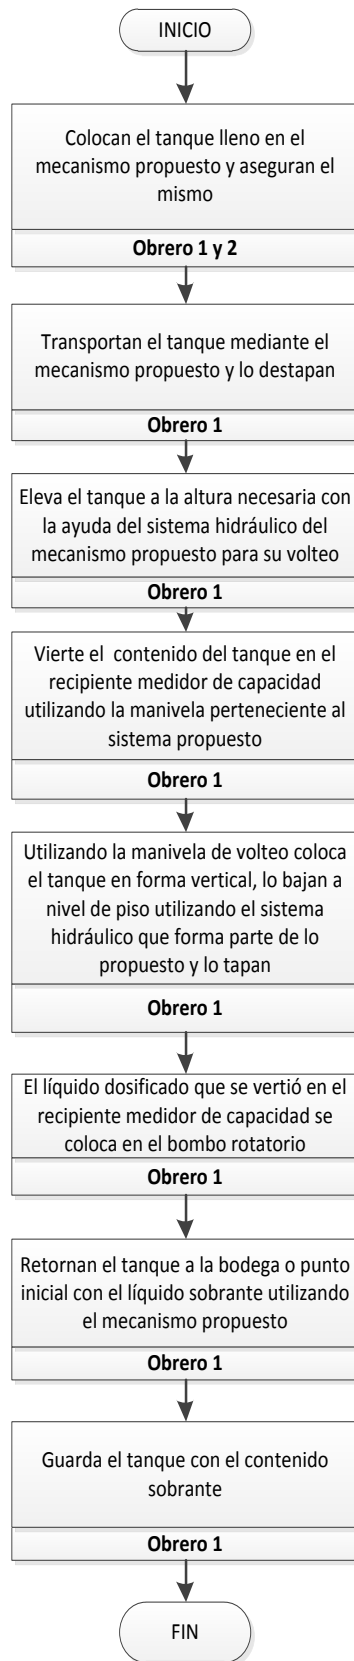 INICIO
Colocan el tanque lleno en el
mecanismo propuesto y aseguran el
mismo
Obrero 1 y 2
Transportan el tanque mediante el
mecanismo propuesto y lo destapan
Obrero 1
Eleva el tanque a la altura necesaria con
la ayuda del sistema hidráulico del
mecanismo propuesto para su volteo
Obrero 1
Vierte el  contenido del tanque en el
recipiente medidor de capacidad
utilizando la manivela perteneciente al
sistema propuesto
Obrero 1
Utilizando la manivela de volteo coloca
el tanque en forma vertical, lo bajan a
nivel de piso utilizando el sistema
hidráulico que forma parte de lo
propuesto y lo tapan
Obrero 1
El líquido dosificado que se vertió en el
recipiente medidor de capacidad se
coloca en el bombo rotatorio
Obrero 1
Retornan el tanque a la bodega o punto
inicial con el líquido sobrante utilizando
el mecanismo propuesto
Obrero 1
Guarda el tanque con el contenido
sobrante
Obrero 1
FIN